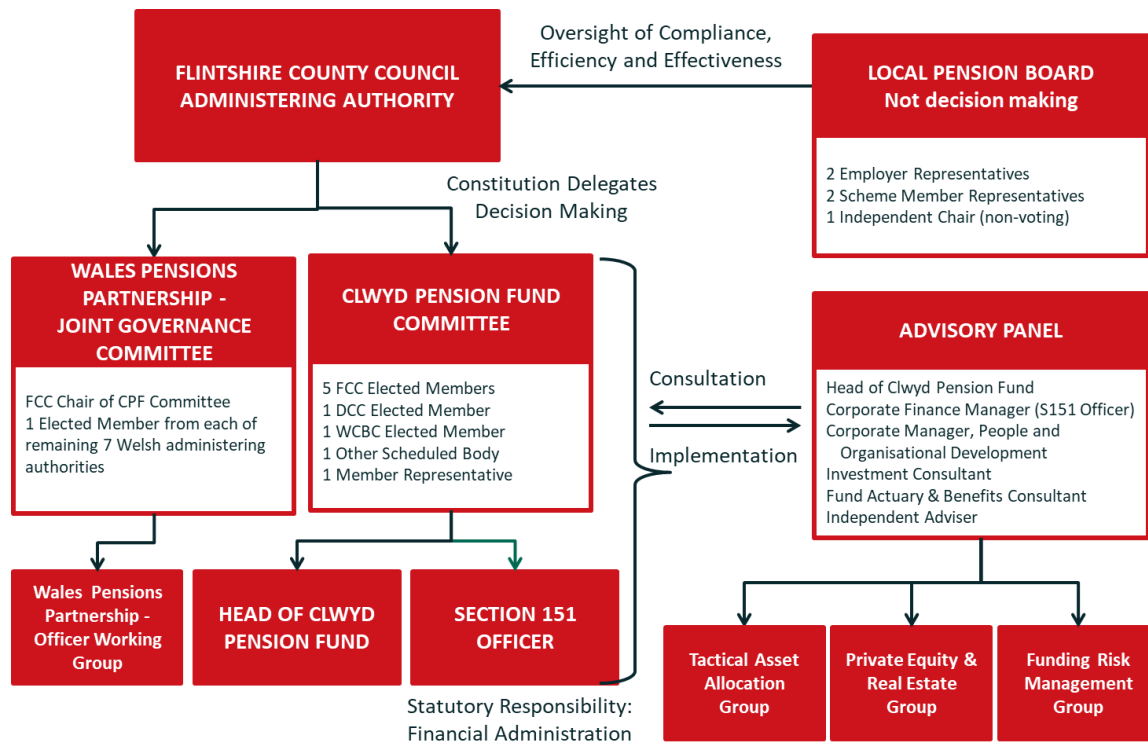 FLINTSHIRE COUNTY COUNCIL
ADMINISTERING AUTHORITY
Oversight of Compliance,
Efficiency and Effectiveness
LOCAL PENSION BOARD
Not decision making
2 Employer Representatives
2 Scheme Member Representatives
1 Independent Chair (non-voting)
Constitution Delegates
Decision Making
WALES PENSIONS
PARTNERSHIP -
JOINT GOVERNANCE
COMMITTEE
FCC Chair of CPF Committee
1 Elected Member from each of
remaining 7 Welsh administering
authorities
CLWYD PENSION FUND
COMMITTEE
5 FCC Elected Members
1 DCC Elected Member
1 WCBC Elected Member
1 Other Scheduled Body
1 Member Representative
Consultation
Implementation
ADVISORY PANEL
Head of Clwyd Pension Fund
Corporate Finance Manager (S151 Officer)
Corporate Manager, People and
Organisational Development
Investment Consultant
Fund Actuary & Benefits Consultant
Independent Adviser
Wales Pensions
Partnership -
Officer Working
Group
HEAD OF CLWYD
PENSION FUND
SECTION 151
OFFICER
Statutory Responsibility:
Financial Administration
Tactical Asset
Allocation
Group
Private Equity &
Real Estate
Group
Funding Risk
Management
Group